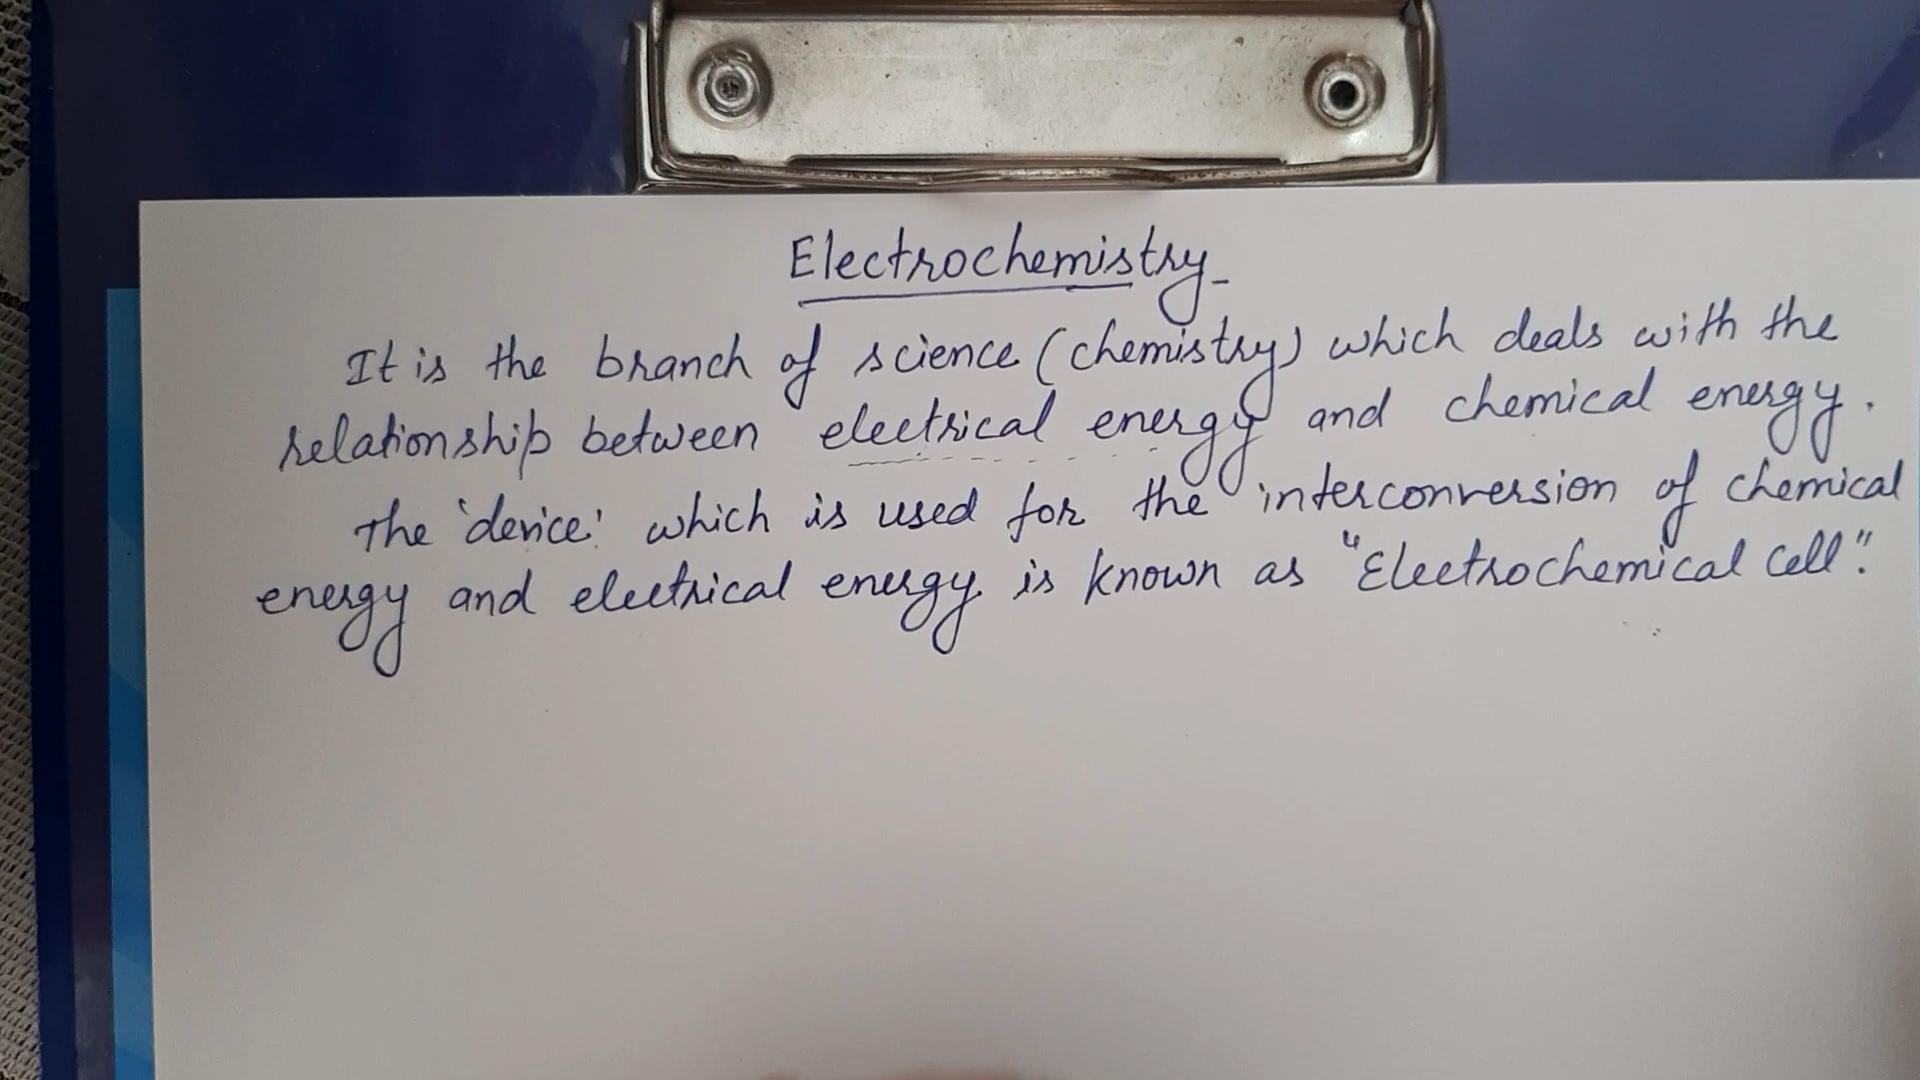 Electrochemistry
It is the branch of science (chemistry) which deals with the
relationship between electrical energy and chemical energy.
The 'device' which is used for the interconversion of chemical
energy and electrical energy is known as "Electrochemical Cell".